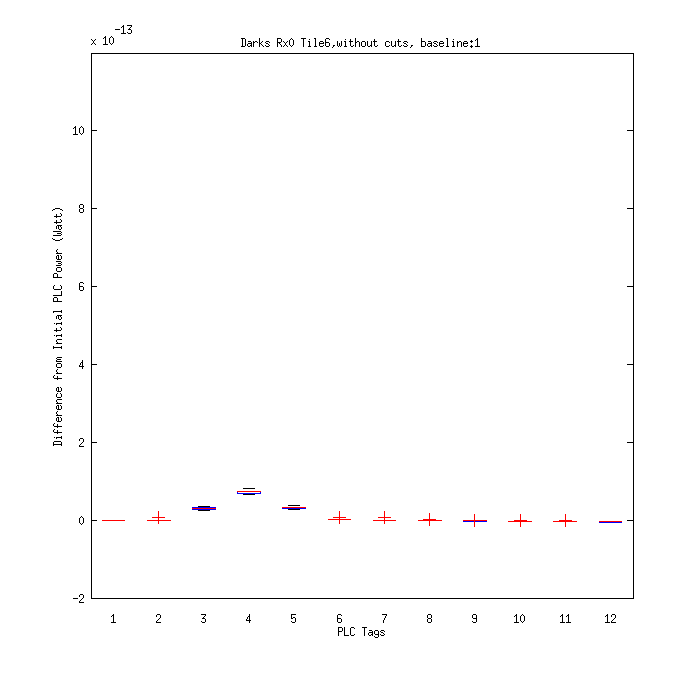 x 10^-13
Darks Rx0 Tile6,without cuts, baseline:1
10
8
6
4
2
0
-2
Difference from Initial PLC Power (Watt)
1 2 3 4 5 6 7 8 9 10 11 12
PLC Tags